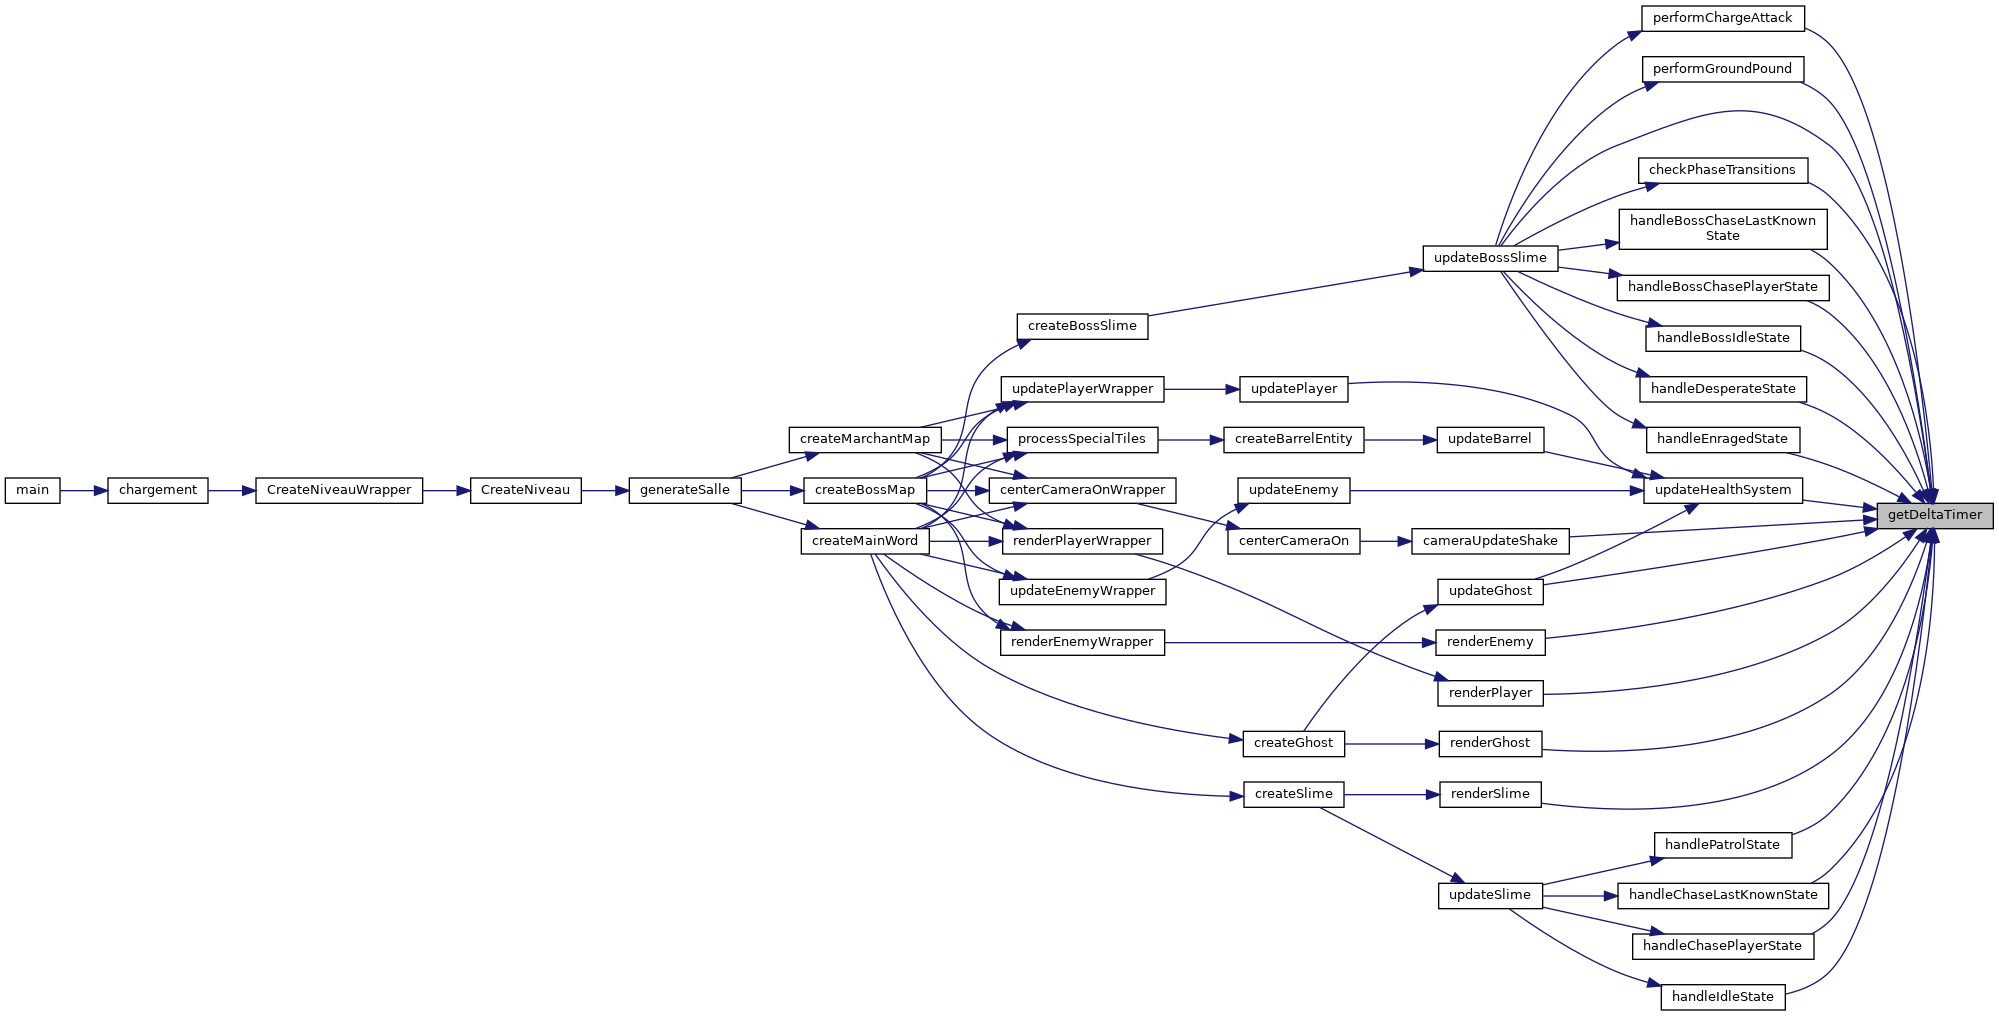 main
chargement
CreateNiveauWrapper
CreateNiveau
generateSalle
createMarchantMap
createBossMap
createMainWord
createBossSlime
updatePlayerWrapper
processSpecialTiles
centerCameraOnWrapper
renderPlayerWrapper
updateEnemyWrapper
renderEnemyWrapper
updatePlayer
createBarrelEntity
updateEnemy
centerCameraOn
createGhost
createSlime
updateBossSlime
updateBarrel
cameraUpdateShake
updateGhost
renderEnemy
renderPlayer
renderGhost
renderSlime
updateSlime
performChargeAttack
performGroundPound
checkPhaseTransitions
handleBossChaseLastKnown
State
handleBossChasePlayerState
handleBossIdleState
handleDesperateState
handleEnragedState
updateHealthSystem
handlePatrolState
handleChaseLastKnownState
handleChasePlayerState
handleIdleState
getDeltaTimer